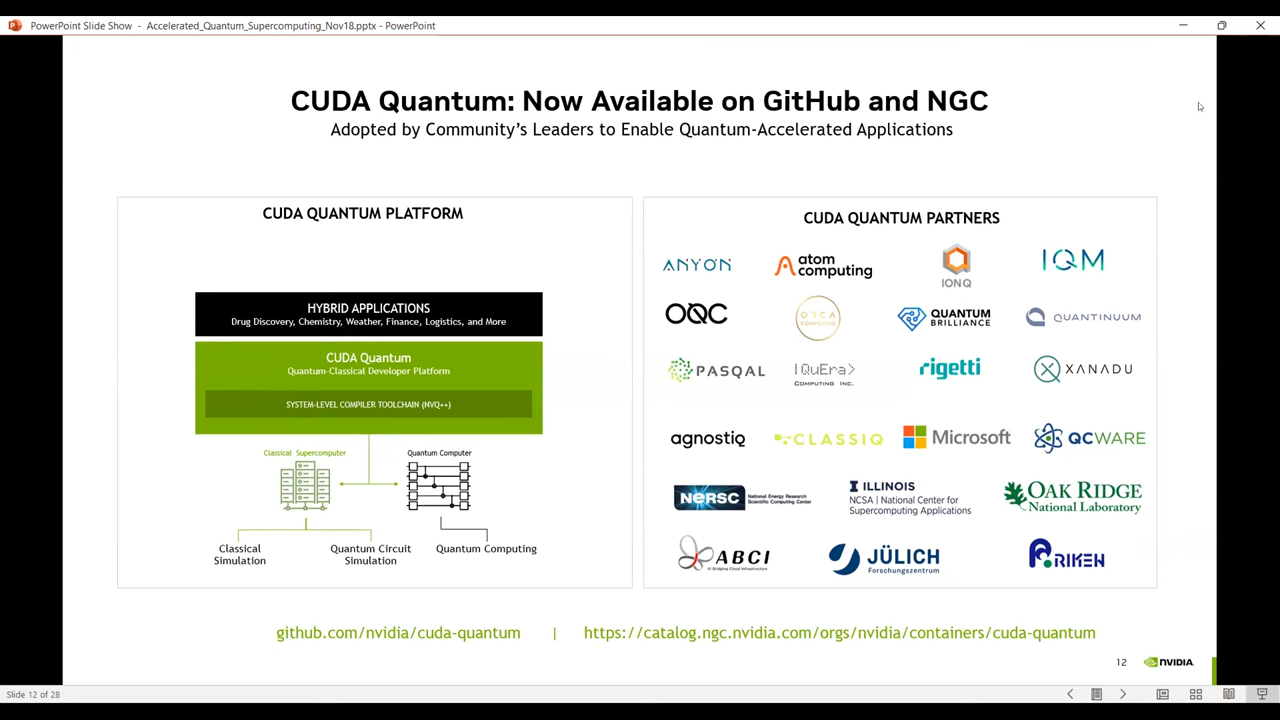 PowerPoint Slide Show - Accelerated_Quantum_Supercomputing_Nov18.pptx - PowerPoint
CUDA Quantum: Now Available on GitHub and NGC
Adopted by Community's Leaders to Enable Quantum-Accelerated Applications
CUDA QUANTUM PLATFORM
HYBRID APPLICATIONS
Drug Discovery, Chemistry, Weather, Finance, Logistics, and More
CUDA Quantum
Quantum-Classical Developer Platform
SYSTEM-LEVEL COMPILER TOOLCHAIN (NVQ++)
Classical Supercomputer
Quantum Computer
Classical
Simulation
Quantum Circuit
Simulation
Quantum Computing
CUDA QUANTUM PARTNERS
ANYON
atom
computing
IONQ
IQM
OQC
ORCA
COMPUTING
QUANTUM
BRILLIANCE
QUANTINUUM
PASQAL
QuEra>
COMPUTING INC.
rigetti
XANADU
agnostiq
CLASSIQ
Microsoft
QCWARE
NERSC
National Energy Research
Scientific Computing Center
ILLINOIS
NCSA | National Center for
Supercomputing Applications
OAK RIDGE
National Laboratory
ABCI
AI Bridging Cloud Infrastructure
JÜLICH
Forschungszentrum
RIKEN
github.com/nvidia/cuda-quantum | https://catalog.ngc.nvidia.com/orgs/nvidia/containers/cuda-quantum
12
NVIDIA.
Slide 12 of 28